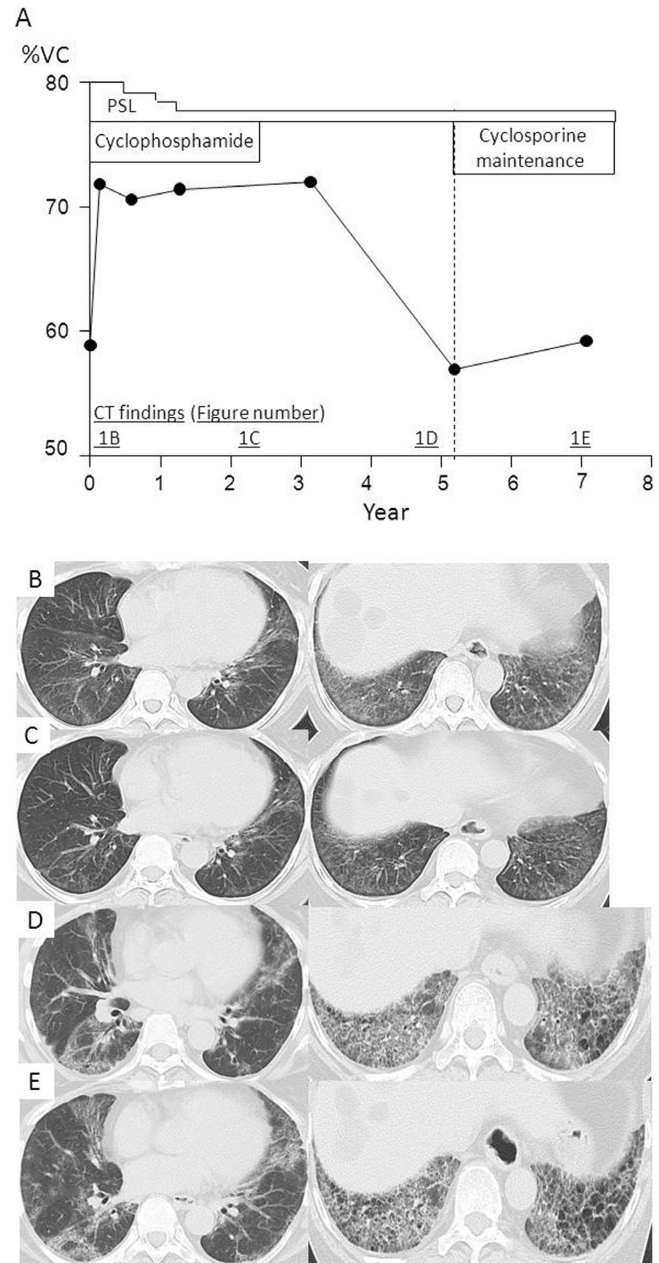 A
%VC
80
PSL
Cyclophosphamide
Cyclosporine
maintenance
70
60
CT findings (Figure number)
1B 1C 1D 1E
50
0 1 2 3 4 5 6 7 8
Year
B
C
D
E